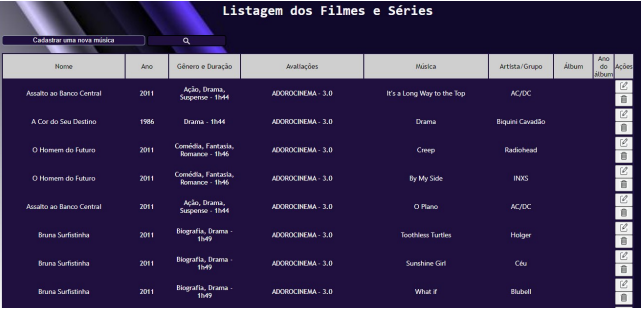 Listagem dos Filmes e Séries
Cadastrar uma nova música
Nome Ano Gênero e Duração Avaliações Música Artista/Grupo Álbum Ano do álbum Ações
Assalto ao Banco Central 2011 Ação, Drama, Suspense - 1h44 ADOROCINEMA - 3.0 It's a Long Way to the Top AC/DC
A Cor do Seu Destino 1986 Drama - 1h44 ADOROCINEMA - 3.0 Drama Biquini Cavadão
O Homem do Futuro 2011 Comédia, Fantasia, Romance - 1h46 ADOROCINEMA - 3.0 Creep Radiohead
O Homem do Futuro 2011 Comédia, Fantasia, Romance - 1h46 ADOROCINEMA - 3.0 By My Side INXS
Assalto ao Banco Central 2011 Ação, Drama, Suspense - 1h44 ADOROCINEMA - 3.0 O Plano AC/DC
Bruna Surfistinha 2011 Biografia, Drama - 1h49 ADOROCINEMA - 3.0 Toothless Turtles Holger
Bruna Surfistinha 2011 Biografia, Drama - 1h49 ADOROCINEMA - 3.0 Sunshine Girl Céu
Bruna Surfistinha 2011 Biografia, Drama - 1h49 ADOROCINEMA - 3.0 What if Blubell